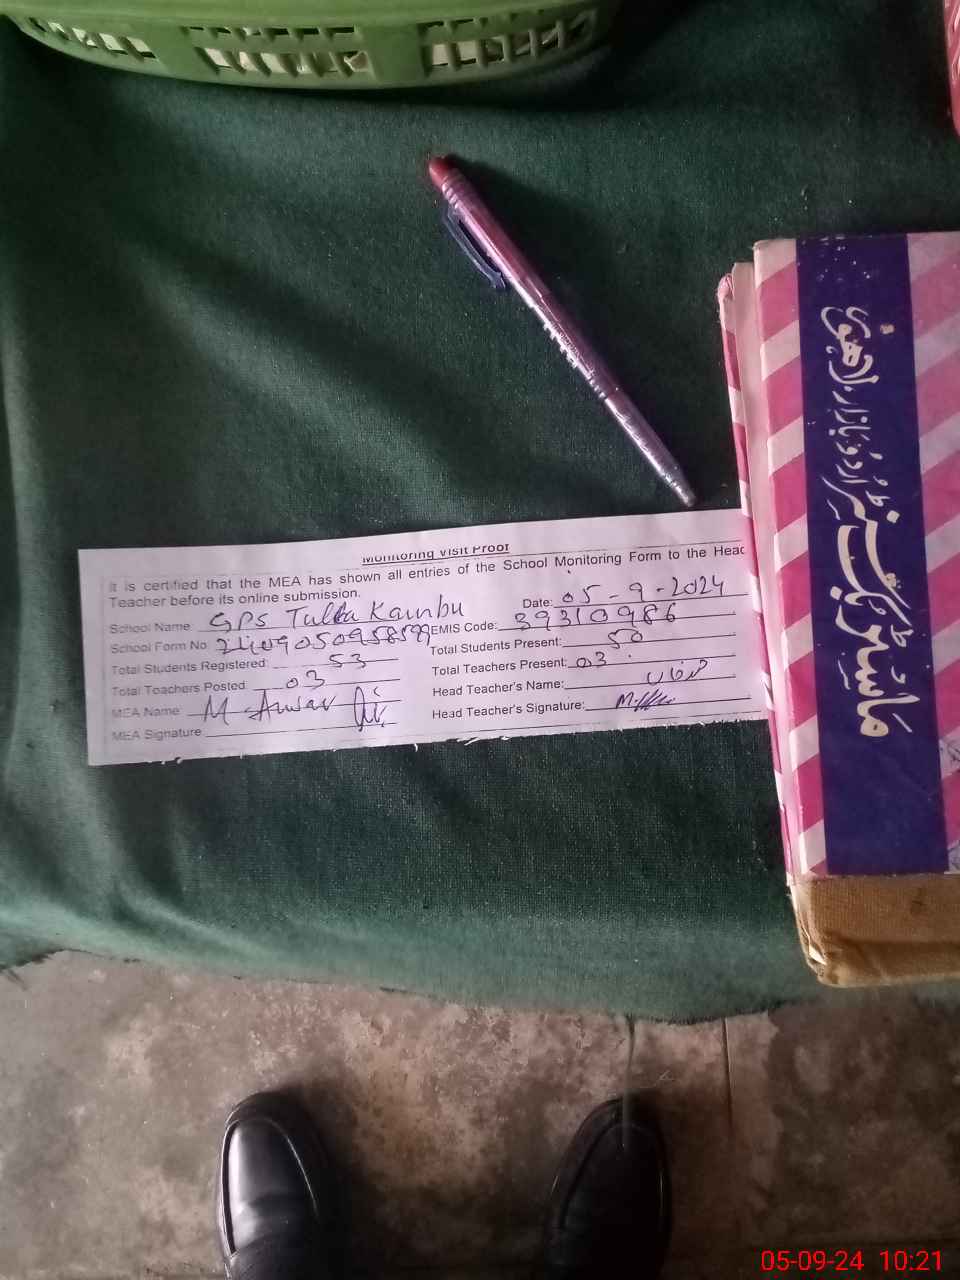 Monitoring Visit Proof
It is certified that the MEA has shown all entries of the School Monitoring Form to the Head
Teacher before its online submission.
School Name: GPS Tulla Kambu Date: 05-9-2024
School Form No: EMIS Code: 39310986
Total Students Registered: 53 Total Students Present: 50
Total Teachers Posted 03 Total Teachers Present: 03
MEA Name: M. Anwar Head Teacher's Name:
MEA Signature Head Teacher's Signature:
اردو بازار، لاہور
05-09-24 10:21